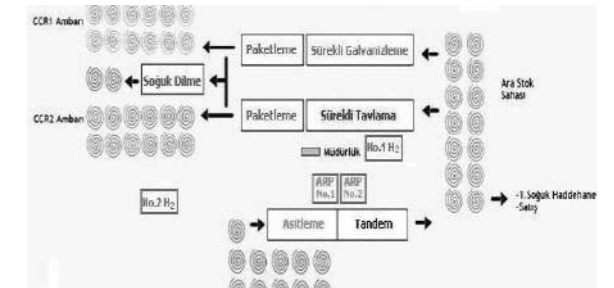 CCR1 Ambarı
Paketleme
Sürekli Galvanizleme
Soğuk Dilme
Ara Stok
Sahası
CCR2 Ambarı
Paketleme
Sürekli Tavlama
Müdürlük
No.1 H2
ARP
No.1
ARP
No.2
No.2 H2
-1.Soğuk Haddehane
-Satış
Asitleme
Tandem